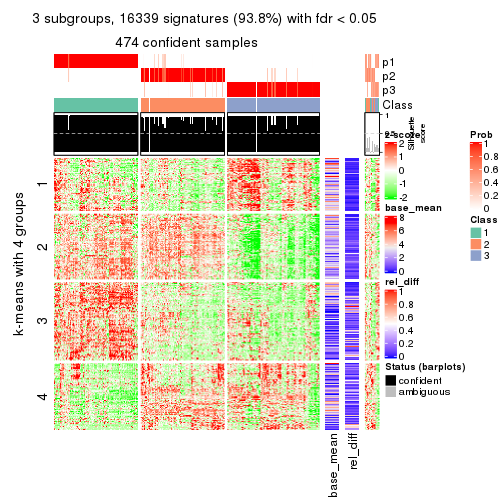 3 subgroups, 16339 signatures (93.8%) with fdr < 0.05
474 confident samples
p1
p2
p3
Class
1
0.5
0
Silhouette
score
k-means with 4 groups
1
2
3
4
base_mean
rel_diff
z-score
2
1
0
-1
-2
base_mean
8
6
4
2
0
rel_diff
1
0.8
0.6
0.4
0.2
0
Status (barplots)
confident
ambiguous
Prob
1
0.8
0.6
0.4
0.2
0
Class
1
2
3